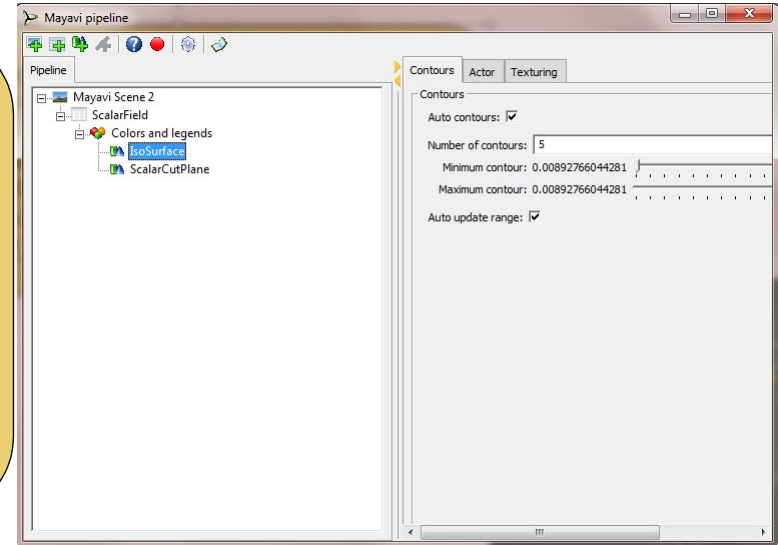 Mayavi pipeline
Pipeline
Mayavi Scene 2
ScalarField
Colors and legends
IsoSurface
ScalarCutPlane
Contours Actor Texturing
Contours
Auto contours:
Number of contours: 5
Minimum contour: 0.00892766044281
Maximum contour: 0.00892766044281
Auto update range: